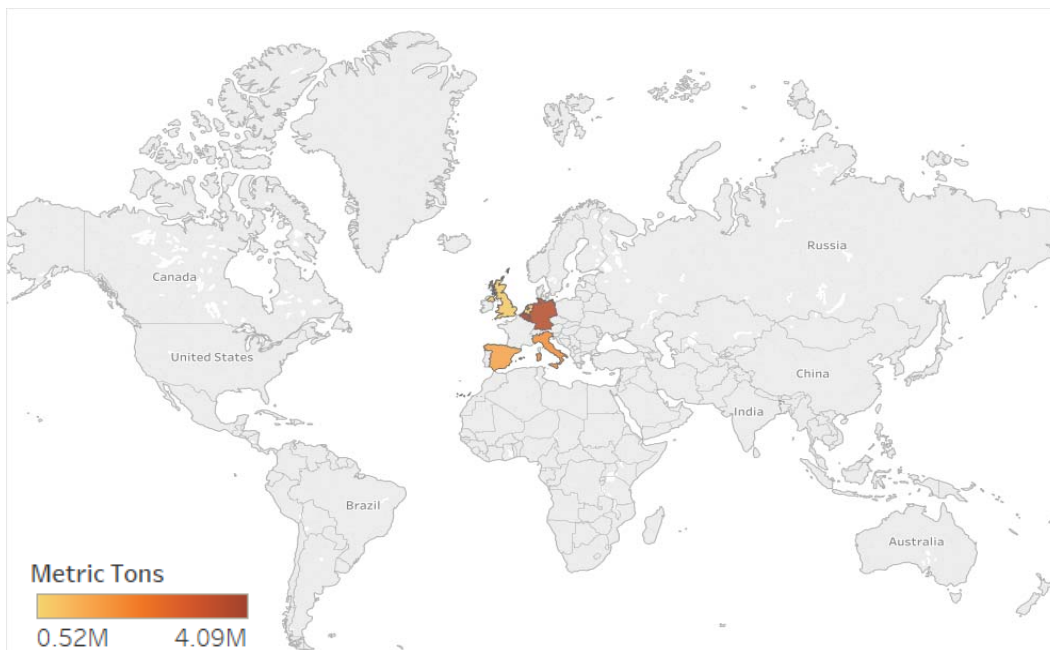 Russia
Canada
United States
China
India
Brazil
Australia
Metric Tons
0.52M 4.09M